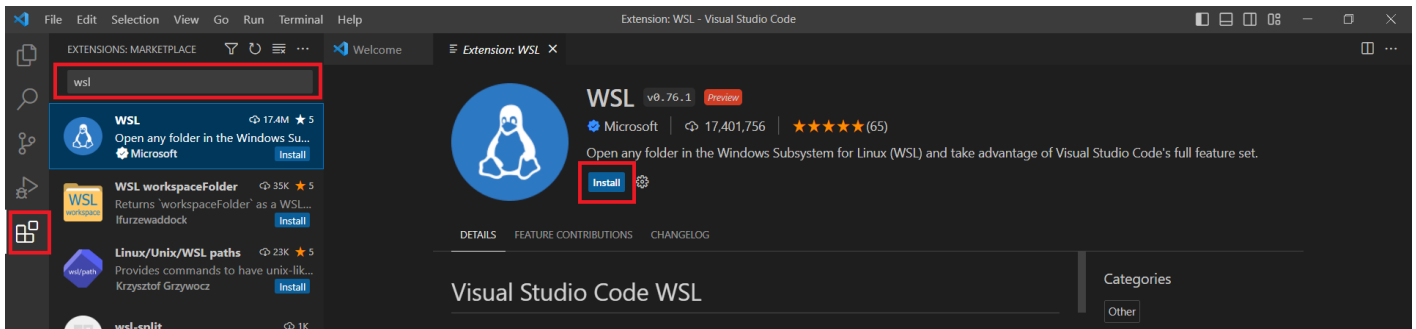 File Edit Selection View Go Run Terminal Help
Extension: WSL - Visual Studio Code
EXTENSIONS: MARKETPLACE
Welcome
Extension: WSL
wsl
WSL 17.4M 5
Open any folder in the Windows Su...
Microsoft Install
WSL workspaceFolder 35K 5
Returns `workspaceFolder` as a WSL...
lfurzewaddock Install
WSL
workspace
Linux/Unix/WSL paths 23K 5
Provides commands to have unix-lik...
Krzysztof Grzywocz Install
wsl/path
wsl-split 1K
WSL v0.76.1 Preview
Microsoft 17,401,756 ★★★★★(65)
Open any folder in the Windows Subsystem for Linux (WSL) and take advantage of Visual Studio Code's full feature set.
Install
DETAILS FEATURE CONTRIBUTIONS CHANGELOG
Visual Studio Code WSL
Categories
Other